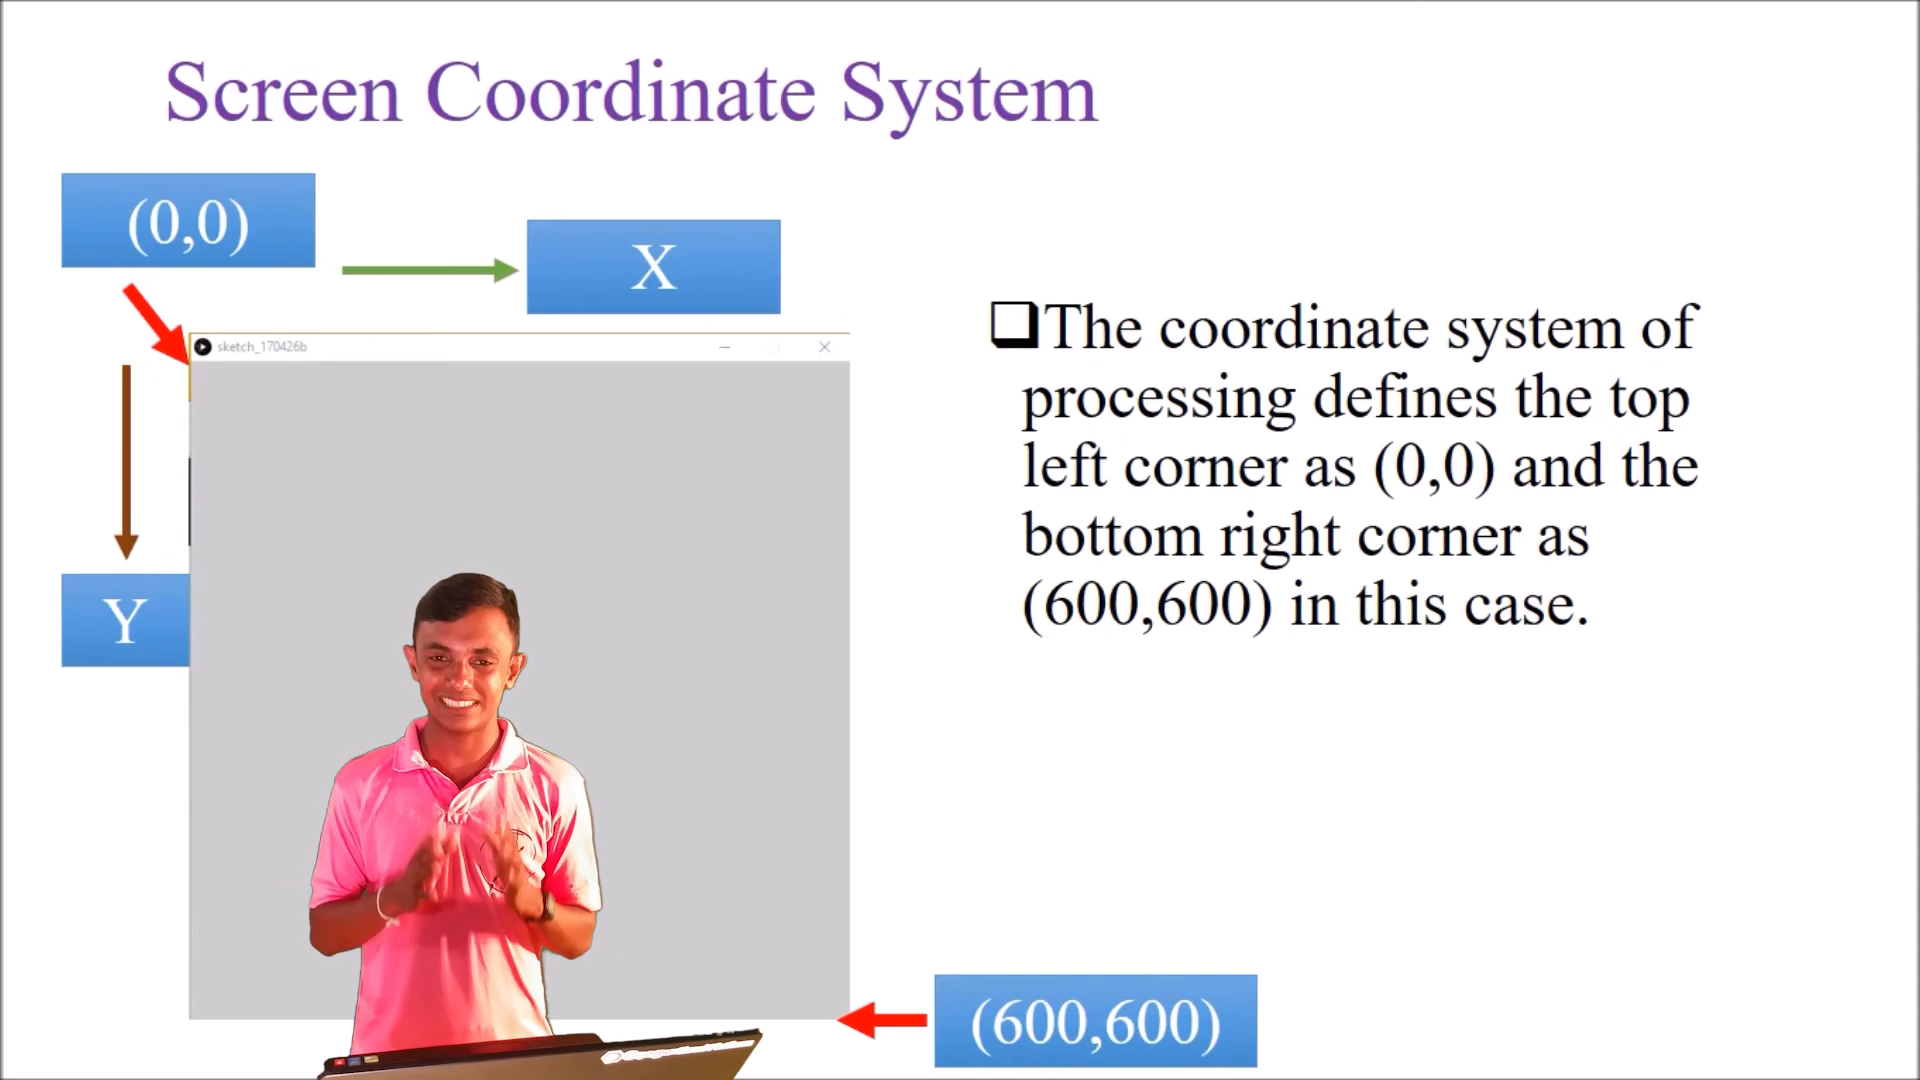 Screen Coordinate System
(0,0)
X
sketch_170426b
Y
The coordinate system of
processing defines the top
left corner as (0,0) and the
bottom right corner as
(600,600) in this case.
(600,600)